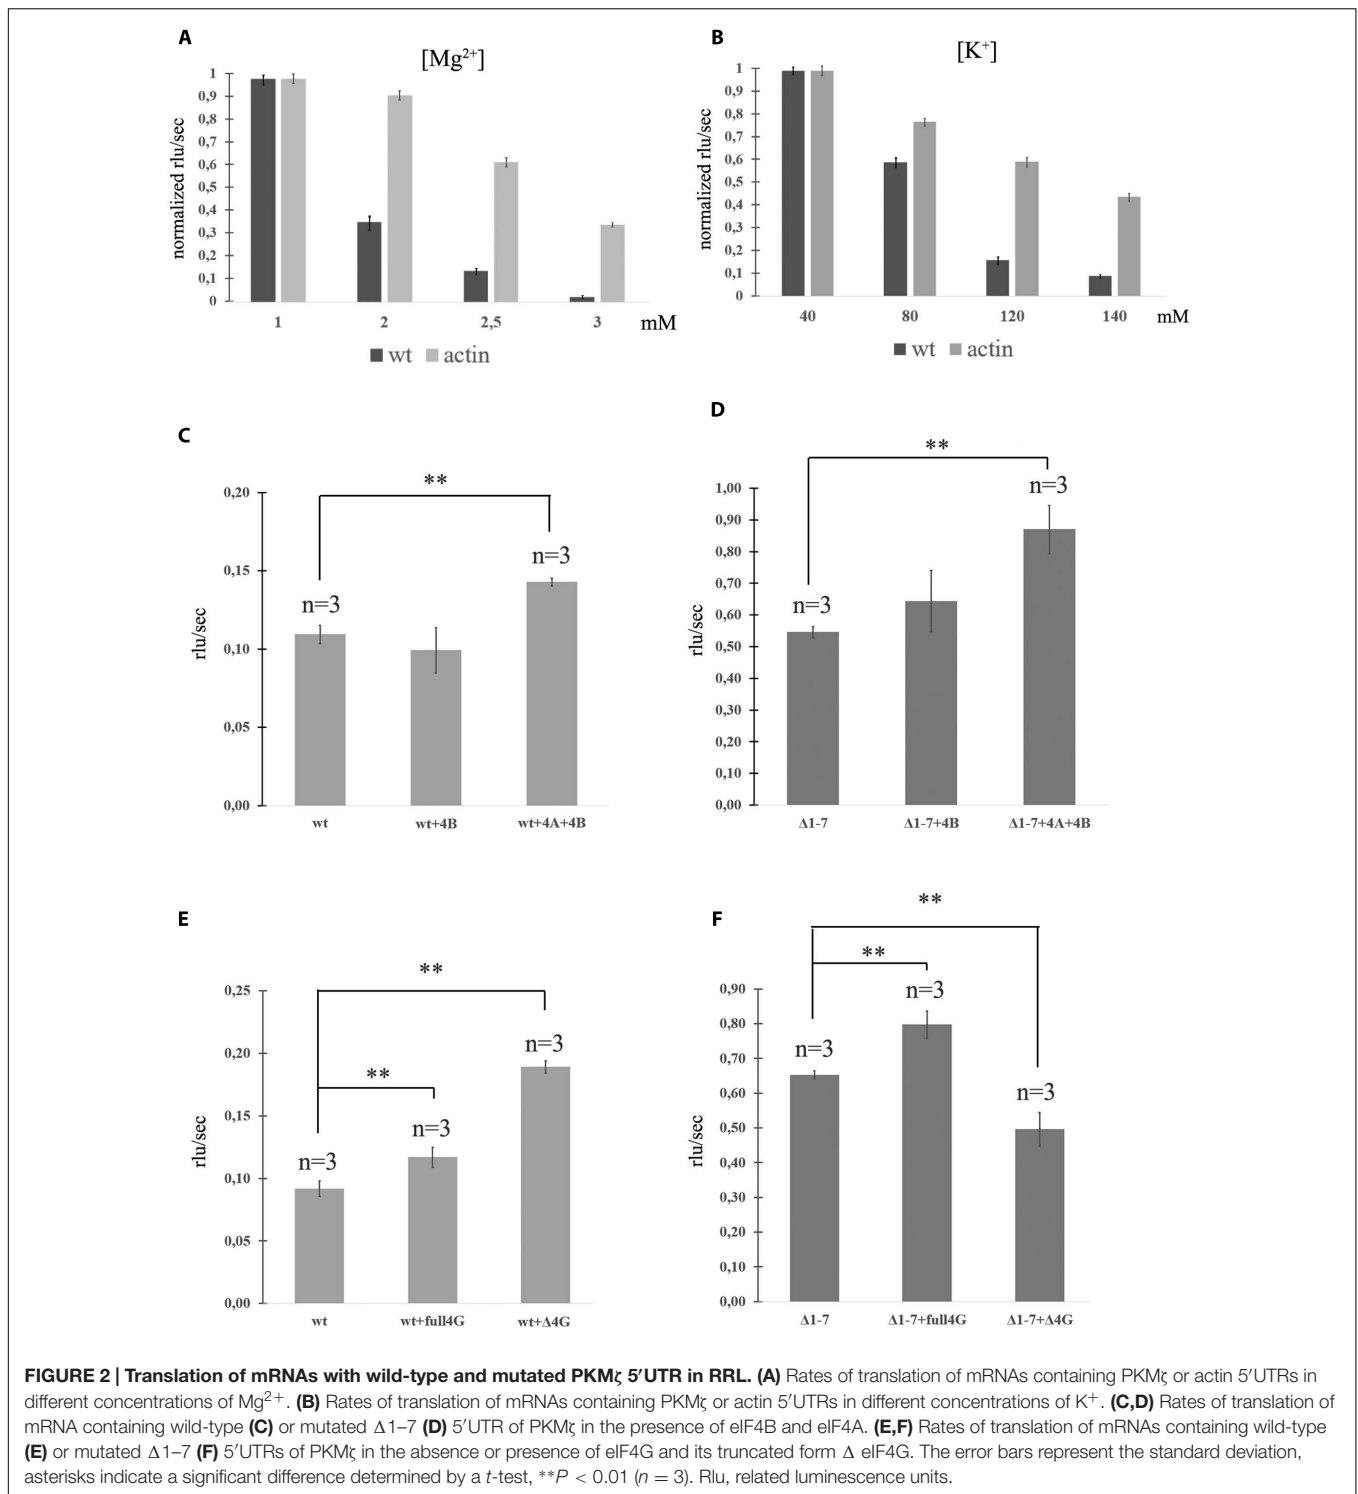 A
[Mg2+]
normalized rlu/sec
1
0,9
0,8
0,7
0,6
0,5
0,4
0,3
0,2
0,1
0
1 2 2,5 3 mM
wt actin
B
[K+]
normalized rlu/sec
1
0,9
0,8
0,7
0,6
0,5
0,4
0,3
0,2
0,1
0
40 80 120 140 mM
wt actin
C
**
rlu/sec
0,20
0,15
0,10
0,05
0,00
n=3
n=3
wt wt+4B wt+4A+4B
D
**
rlu/sec
1,00
0,90
0,80
0,70
0,60
0,50
0,40
0,30
0,20
0,10
0,00
n=3
n=3
Δ1-7 Δ1-7+4B Δ1-7+4A+4B
E
**
**
rlu/sec
0,25
0,20
0,15
0,10
0,05
0,00
n=3
n=3
n=3
wt wt+full4G wt+Δ4G
F
**
**
rlu/sec
0,90
0,80
0,70
0,60
0,50
0,40
0,30
0,20
0,10
0,00
n=3
n=3
n=3
Δ1-7 Δ1-7+full4G Δ1-7+Δ4G
FIGURE 2 | Translation of mRNAs with wild-type and mutated PKMζ 5′UTR in RRL. (A) Rates of translation of mRNAs containing PKMζ or actin 5′UTRs in
different concentrations of Mg2+. (B) Rates of translation of mRNAs containing PKMζ or actin 5′UTRs in different concentrations of K+. (C,D) Rates of translation of
mRNA containing wild-type (C) or mutated Δ1–7 (D) 5′UTR of PKMζ in the presence of eIF4B and eIF4A. (E,F) Rates of translation of mRNAs containing wild-type
(E) or mutated Δ1–7 (F) 5′UTRs of PKMζ in the absence or presence of eIF4G and its truncated form Δ eIF4G. The error bars represent the standard deviation,
asterisks indicate a significant difference determined by a t-test, **P < 0.01 (n = 3). Rlu, related luminescence units.